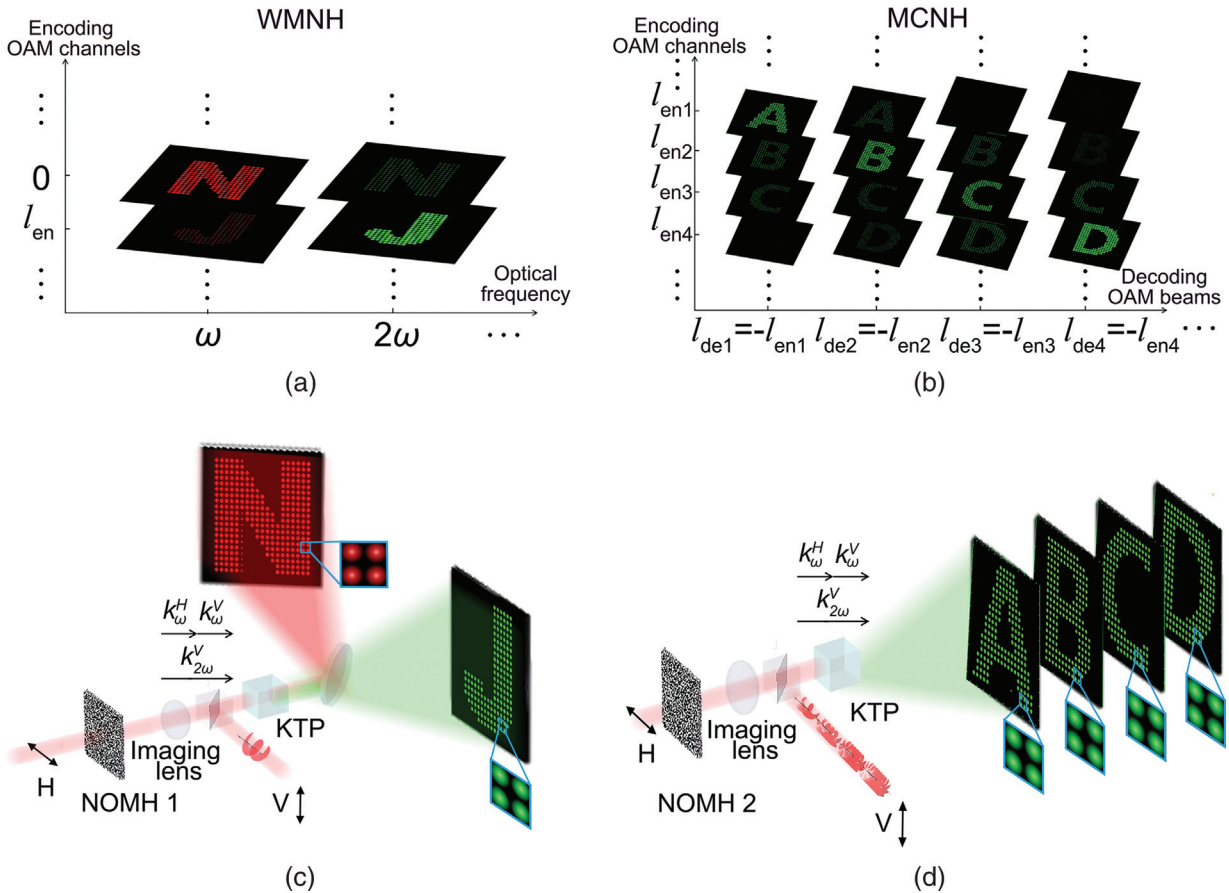 WMNH
Encoding
OAM channels
0
l_en
N
N
J
J
Optical
frequency
ω
2ω
...
(a)
MCNH
Encoding
OAM channels
l_en1
l_en2
l_en3
l_en4
A
A
B
B
B
B
C
C
C
C
D
D
D
Decoding
OAM beams
l_de1=-l_en1
l_de2=-l_en2
l_de3=-l_en3
l_de4=-l_en4
...
(b)
N
k_ω^H k_ω^V
k_2ω^V
J
KTP
Imaging
lens
H
NOMH 1
V
(c)
k_ω^H k_ω^V
k_2ω^V
A B C D
KTP
Imaging
lens
H
NOMH 2
V
(d)